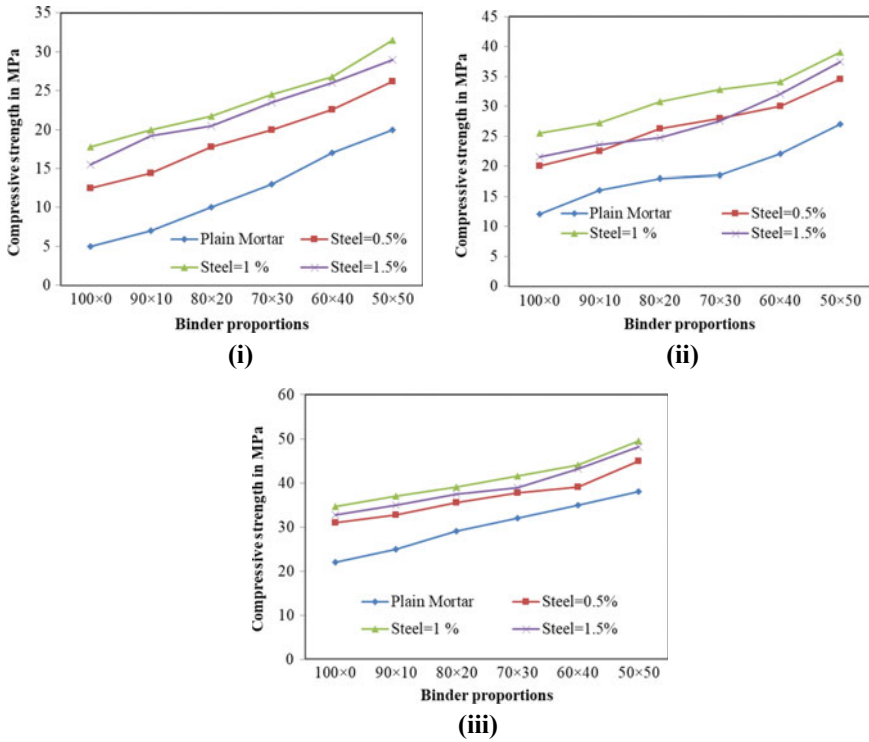 Compressive strength in MPa
35
30
25
20
15
10
5
0
Plain Mortar
Steel=0.5%
Steel=1 %
Steel=1.5%
100×0 90×10 80×20 70×30 60×40 50×50
Binder proportions
(i)
Compressive strength in MPa
45
40
35
30
25
20
15
10
5
0
Plain Mortar
Steel=0.5%
Steel=1 %
Steel=1.5%
100×0 90×10 80×20 70×30 60×40 50×50
Binder proportions
(ii)
Compressive strength in MPa
60
50
40
30
20
10
0
Plain Mortar
Steel=0.5%
Steel=1 %
Steel=1.5%
100×0 90×10 80×20 70×30 60×40 50×50
Binder proportions
(iii)